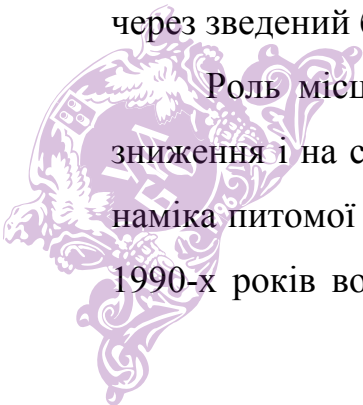 через зведений
Роль місц
зниження і на с
наміка питомої
1990-х років во